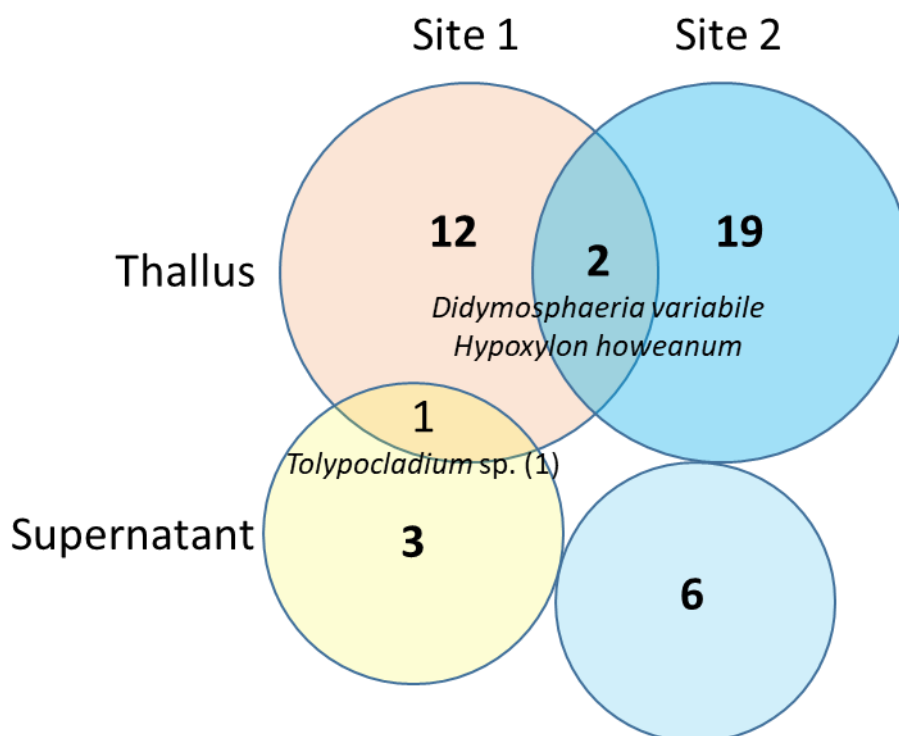 Site 1
Site 2
Thallus
12
2
19
Didymosphaeria variabile
Hypoxylon howeanum
1
Tolypocladium sp. (1)
Supernatant
3
6